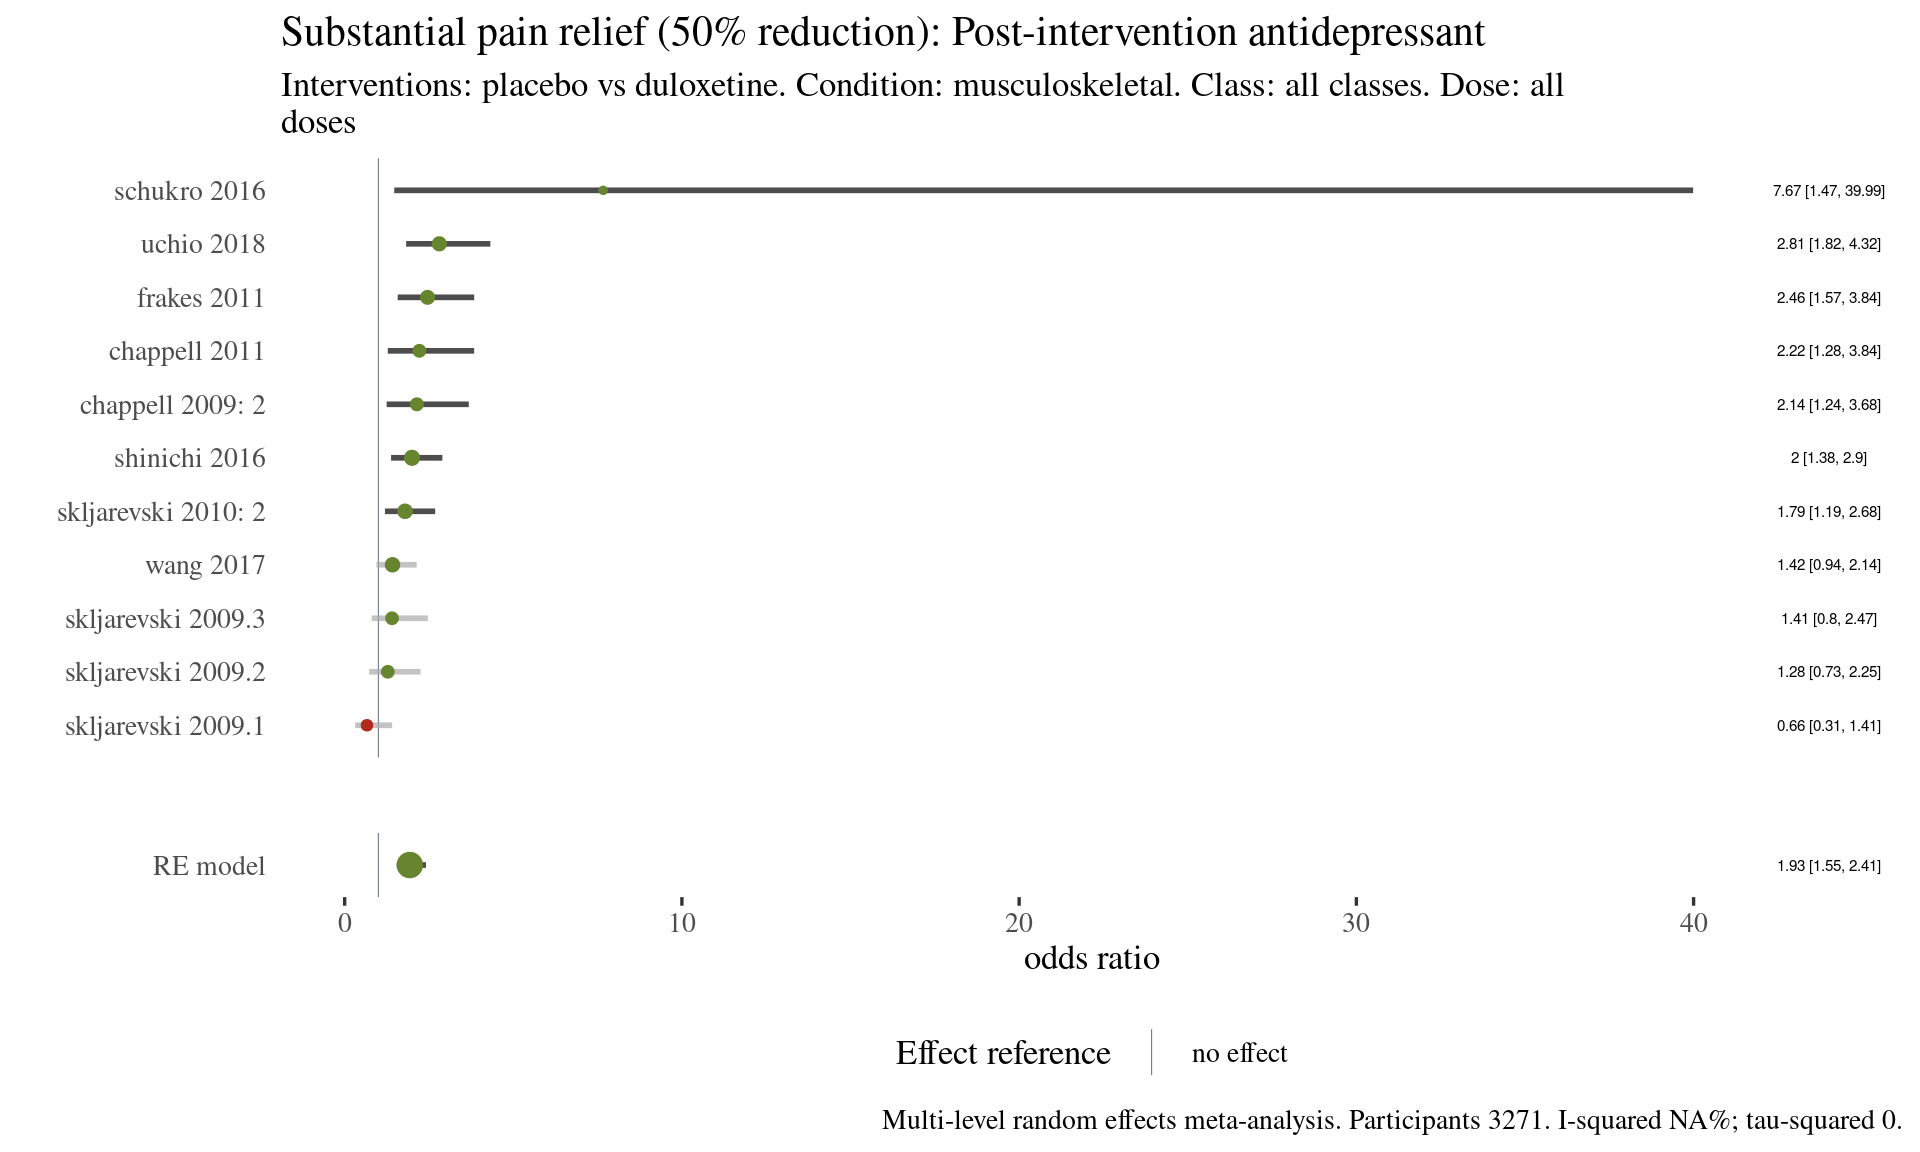 Substantial pain relief (50% reduction): Post-intervention antidepressant
Interventions: placebo vs duloxetine. Condition: musculoskeletal. Class: all classes. Dose: all
doses
schukro 2016 7.67 [1.47, 39.99]
uchio 2018 2.81 [1.82, 4.32]
frakes 2011 2.46 [1.57, 3.84]
chappell 2011 2.22 [1.28, 3.84]
chappell 2009: 2 2.14 [1.24, 3.68]
shinichi 2016 2 [1.38, 2.9]
skljarevski 2010: 2 1.79 [1.19, 2.68]
wang 2017 1.42 [0.94, 2.14]
skljarevski 2009.3 1.41 [0.8, 2.47]
skljarevski 2009.2 1.28 [0.73, 2.25]
skljarevski 2009.1 0.66 [0.31, 1.41]
RE model 1.93 [1.55, 2.41]
0 10 20 30 40
odds ratio
Effect reference no effect
Multi-level random effects meta-analysis. Participants 3271. I-squared NA%; tau-squared 0.